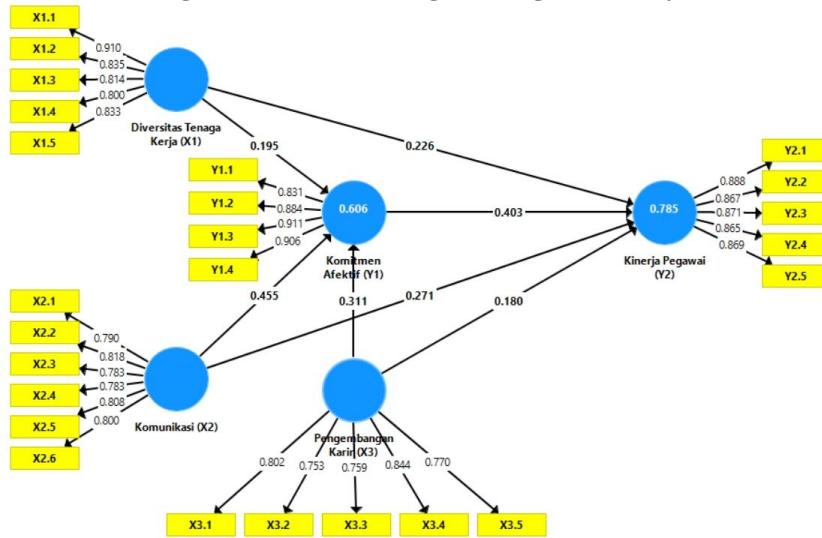 X1.1
X1.2
X1.3
X1.4
X1.5
0.910
0.835
0.814
0.800
0.833
Diversitas Tenaga
Kerja (X1)
0.195
0.226
Y1.1
Y1.2
Y1.3
Y1.4
0.831
0.884
0.911
0.906
0.606
Komitmen
Afektif (Y1)
0.403
0.785
Kinerja Pegawai
(Y2)
0.888
0.867
0.871
0.865
0.869
Y2.1
Y2.2
Y2.3
Y2.4
Y2.5
0.455
0.311
0.271
0.180
X2.1
X2.2
X2.3
X2.4
X2.5
X2.6
0.790
0.818
0.783
0.783
0.808
0.800
Komunikasi (X2)
Pengembangan
Karir (X3)
0.802
0.753
0.759
0.844
0.770
X3.1
X3.2
X3.3
X3.4
X3.5